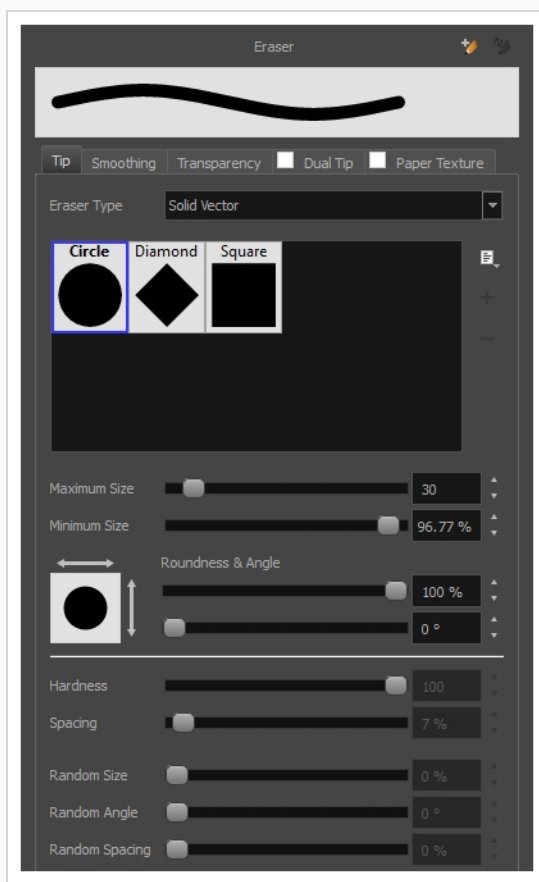 Eraser
Tip Smoothing Transparency Dual Tip Paper Texture
Eraser Type Solid Vector
Circle Diamond Square
Maximum Size 30
Minimum Size 96.77 %
Roundness & Angle
100 %
0 °
Hardness 100
Spacing 7 %
Random Size 0 %
Random Angle 0 °
Random Spacing 0 %